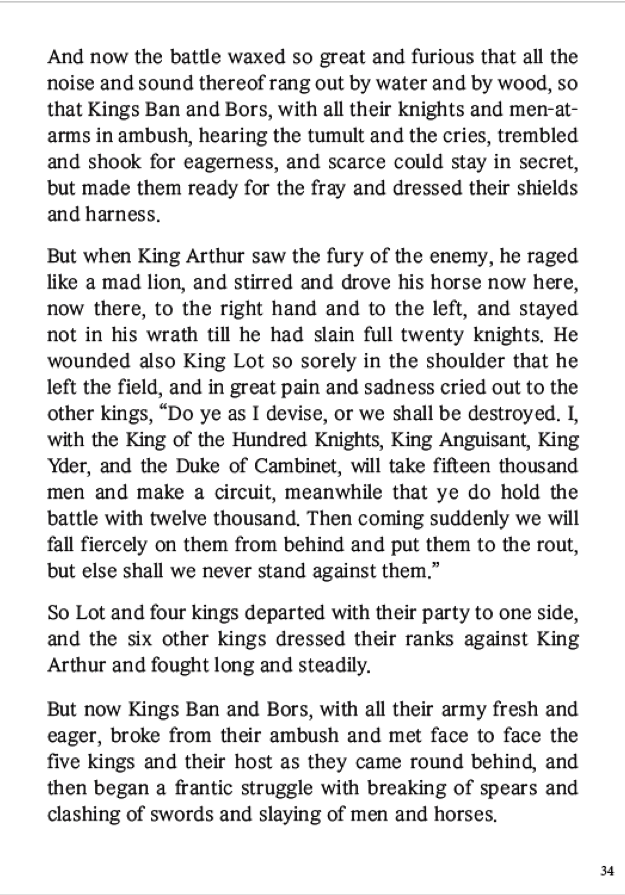 And now the battle waxed so great and furious that all the
noise and sound thereof rang out by water and by wood, so
that Kings Ban and Bors, with all their knights and men-at-
arms in ambush, hearing the tumult and the cries, trembled
and shook for eagerness, and scarce could stay in secret,
but made them ready for the fray and dressed their shields
and harness.
But when King Arthur saw the fury of the enemy, he raged
like a mad lion, and stirred and drove his horse now here,
now there, to the right hand and to the left, and stayed
not in his wrath till he had slain full twenty knights. He
wounded also King Lot so sorely in the shoulder that he
left the field, and in great pain and sadness cried out to the
other kings, “Do ye as I devise, or we shall be destroyed. I,
with the King of the Hundred Knights, King Anguisant, King
Yder, and the Duke of Cambinet, will take fifteen thousand
men and make a circuit, meanwhile that ye do hold the
battle with twelve thousand. Then coming suddenly we will
fall fiercely on them from behind and put them to the rout,
but else shall we never stand against them.”
So Lot and four kings departed with their party to one side,
and the six other kings dressed their ranks against King
Arthur and fought long and steadily.
But now Kings Ban and Bors, with all their army fresh and
eager, broke from their ambush and met face to face the
five kings and their host as they came round behind, and
then began a frantic struggle with breaking of spears and
clashing of swords and slaying of men and horses.
34